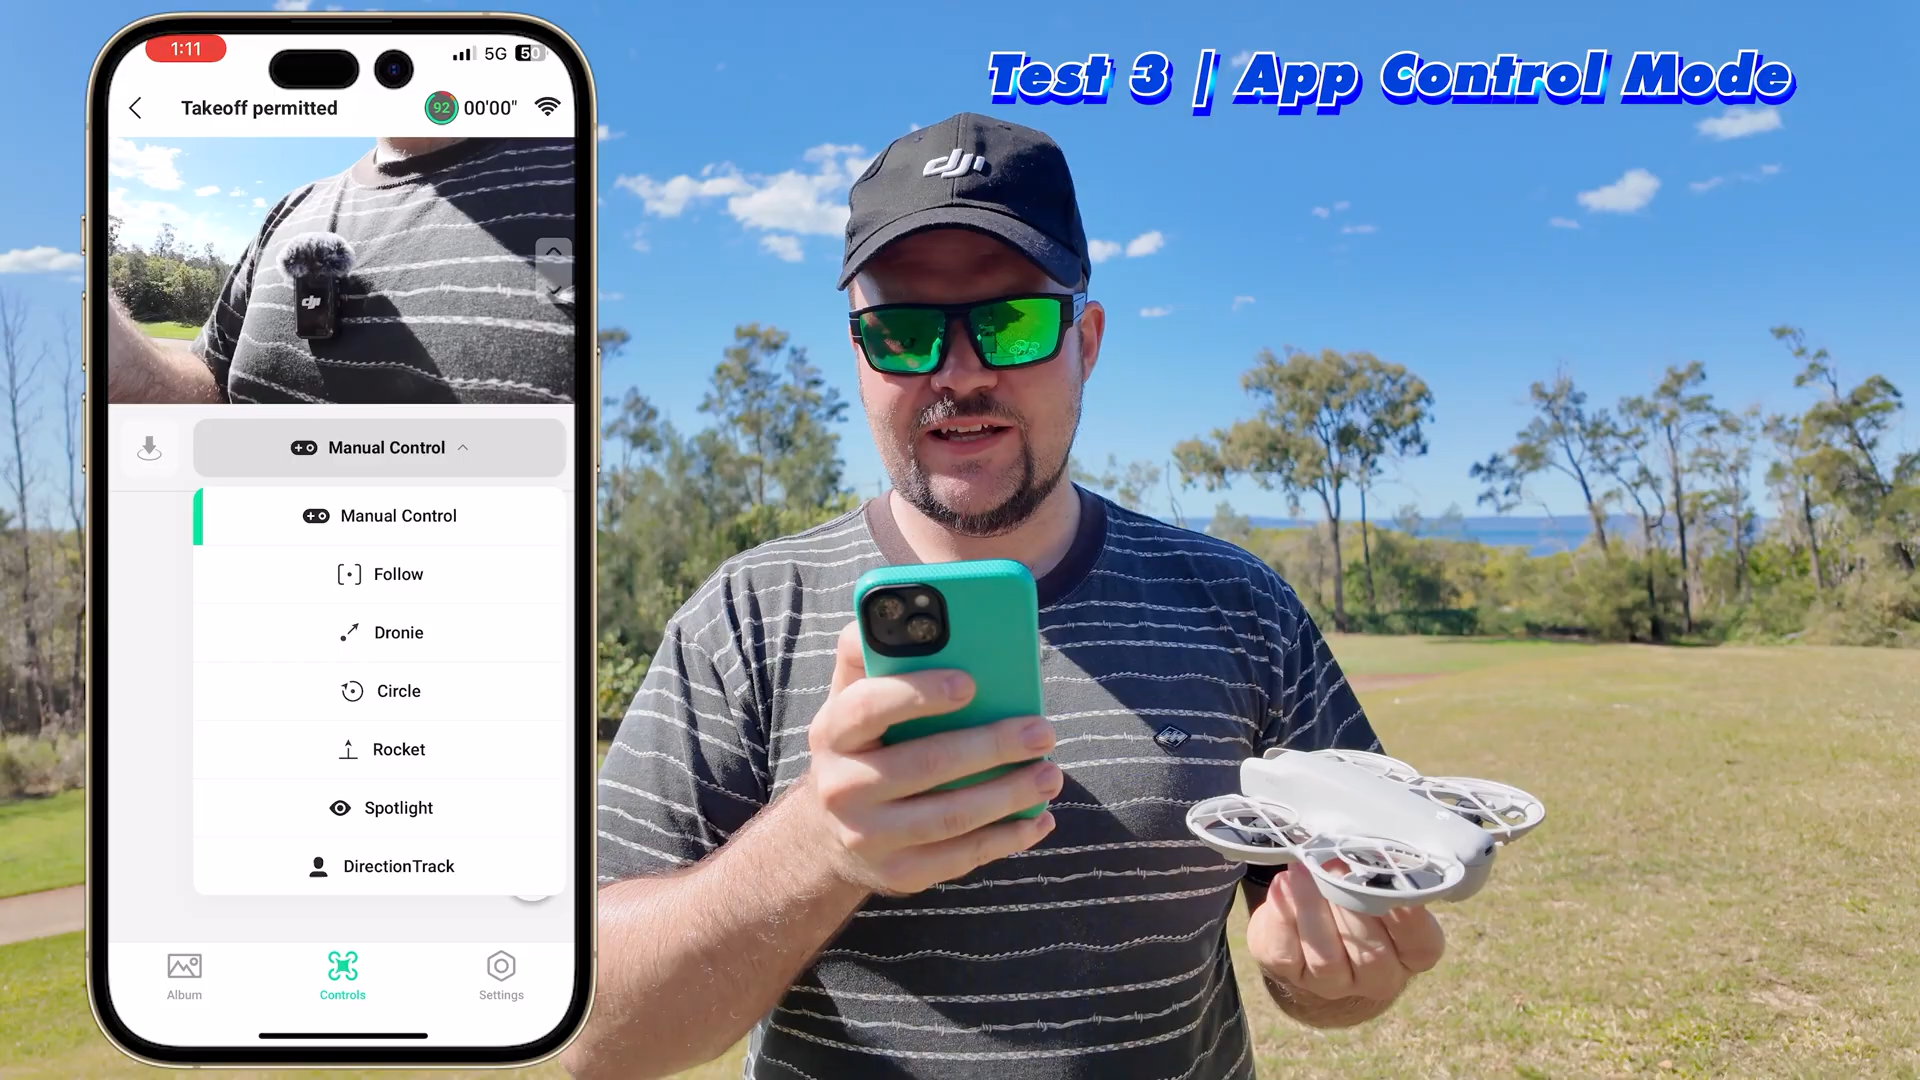 Test 3 | App Control Mode
1:11
5G 50
Takeoff permitted
92 00'00"
dji
dji
Manual Control
Manual Control
Follow
Dronie
Circle
Rocket
Spotlight
DirectionTrack
Album
Controls
Settings